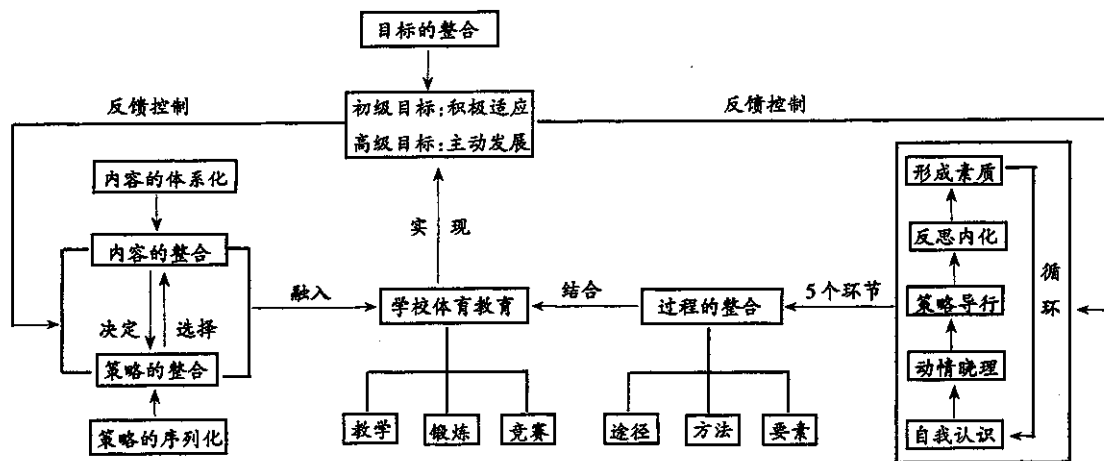 目标的整合
反馈控制
初级目标:积极适应
高级目标:主动发展
反馈控制
内容的体系化
内容的整合
决定
选择
策略的整合
策略的序列化
融入
实现
学校体育教育
教学
锻炼
竞赛
结合
过程的整合
途径
方法
要素
5个环节
形成素质
反思内化
策略导行
动情晓理
自我认识
循
环